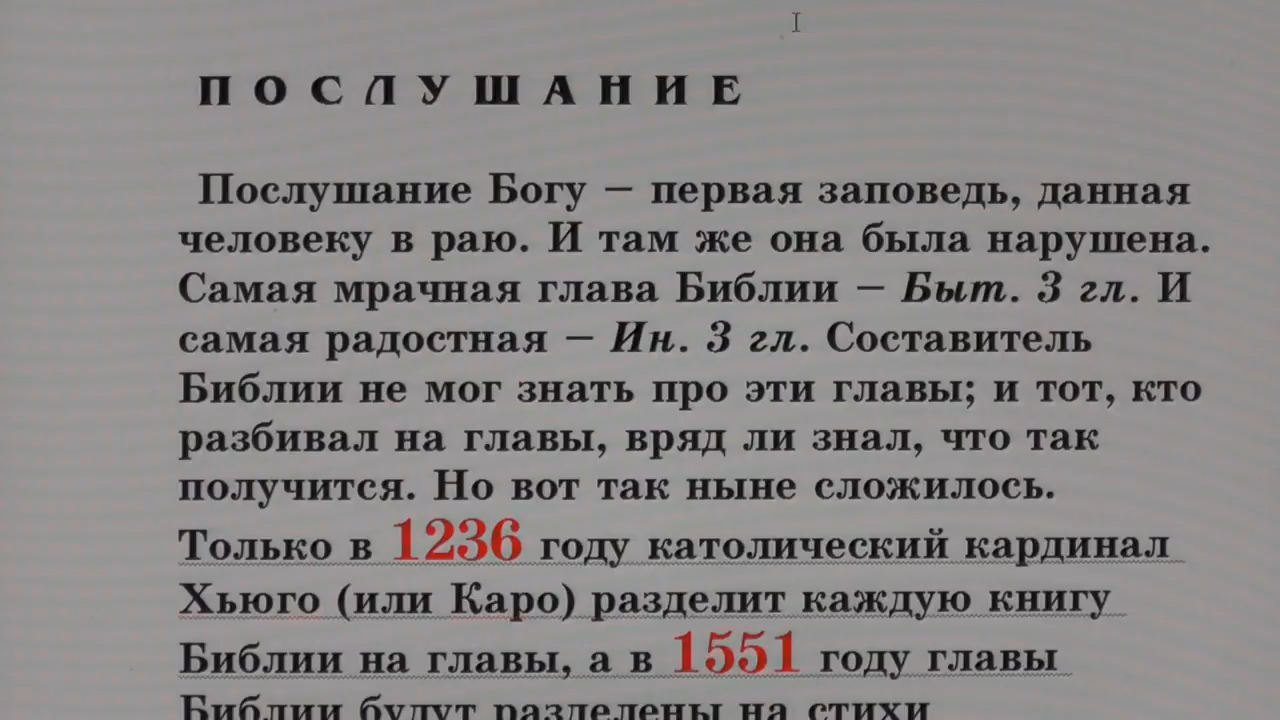 ПОСЛУШАНИЕ
Послушание Богу – первая заповедь, данная
человеку в раю. И там же она была нарушена.
Самая мрачная глава Библии – Быт. 3 гл. И
самая радостная – Ин. 3 гл. Составитель
Библии не мог знать про эти главы; и тот, кто
разбивал на главы, вряд ли знал, что так
получится. Но вот так ныне сложилось.
Только в 1236 году католический кардинал
Хьюго (или Каро) разделит каждую книгу
Библии на главы, а в 1551 году главы
Библии будут разделены на стихи